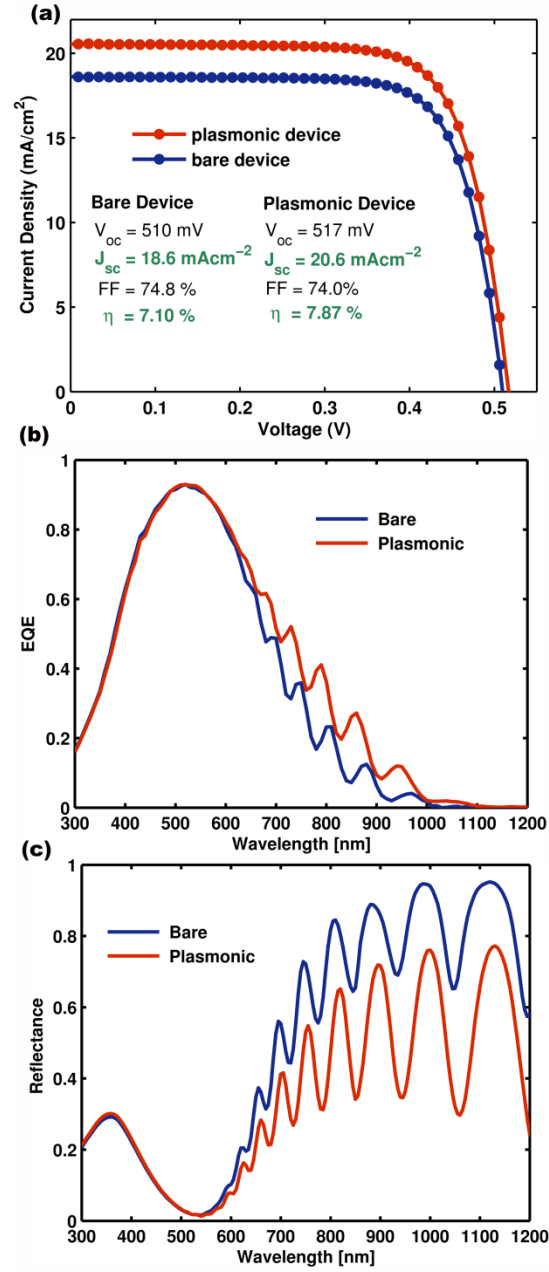 (a)
20
15
10
5
0
Current Density (mA/cm²)
plasmonic device
bare device
Bare Device
V_oc = 510 mV
J_sc = 18.6 mAcm⁻²
FF = 74.8 %
η = 7.10 %
Plasmonic Device
V_oc = 517 mV
J_sc = 20.6 mAcm⁻²
FF = 74.0%
η = 7.87 %
0 0.1 0.2 0.3 0.4 0.5
Voltage (V)
(b)
1
0.8
0.6
0.4
0.2
0
EQE
Bare
Plasmonic
300 400 500 600 700 800 900 1000 1100 1200
Wavelength [nm]
(c)
1
0.8
0.6
0.4
0.2
0
Reflectance
Bare
Plasmonic
300 400 500 600 700 800 900 1000 1100 1200
Wavelength [nm]